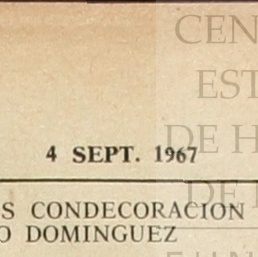 4 SEPT. 1967
S CONDECORACION
O DOMINGUEZ
CEN
EST
DE H
DE